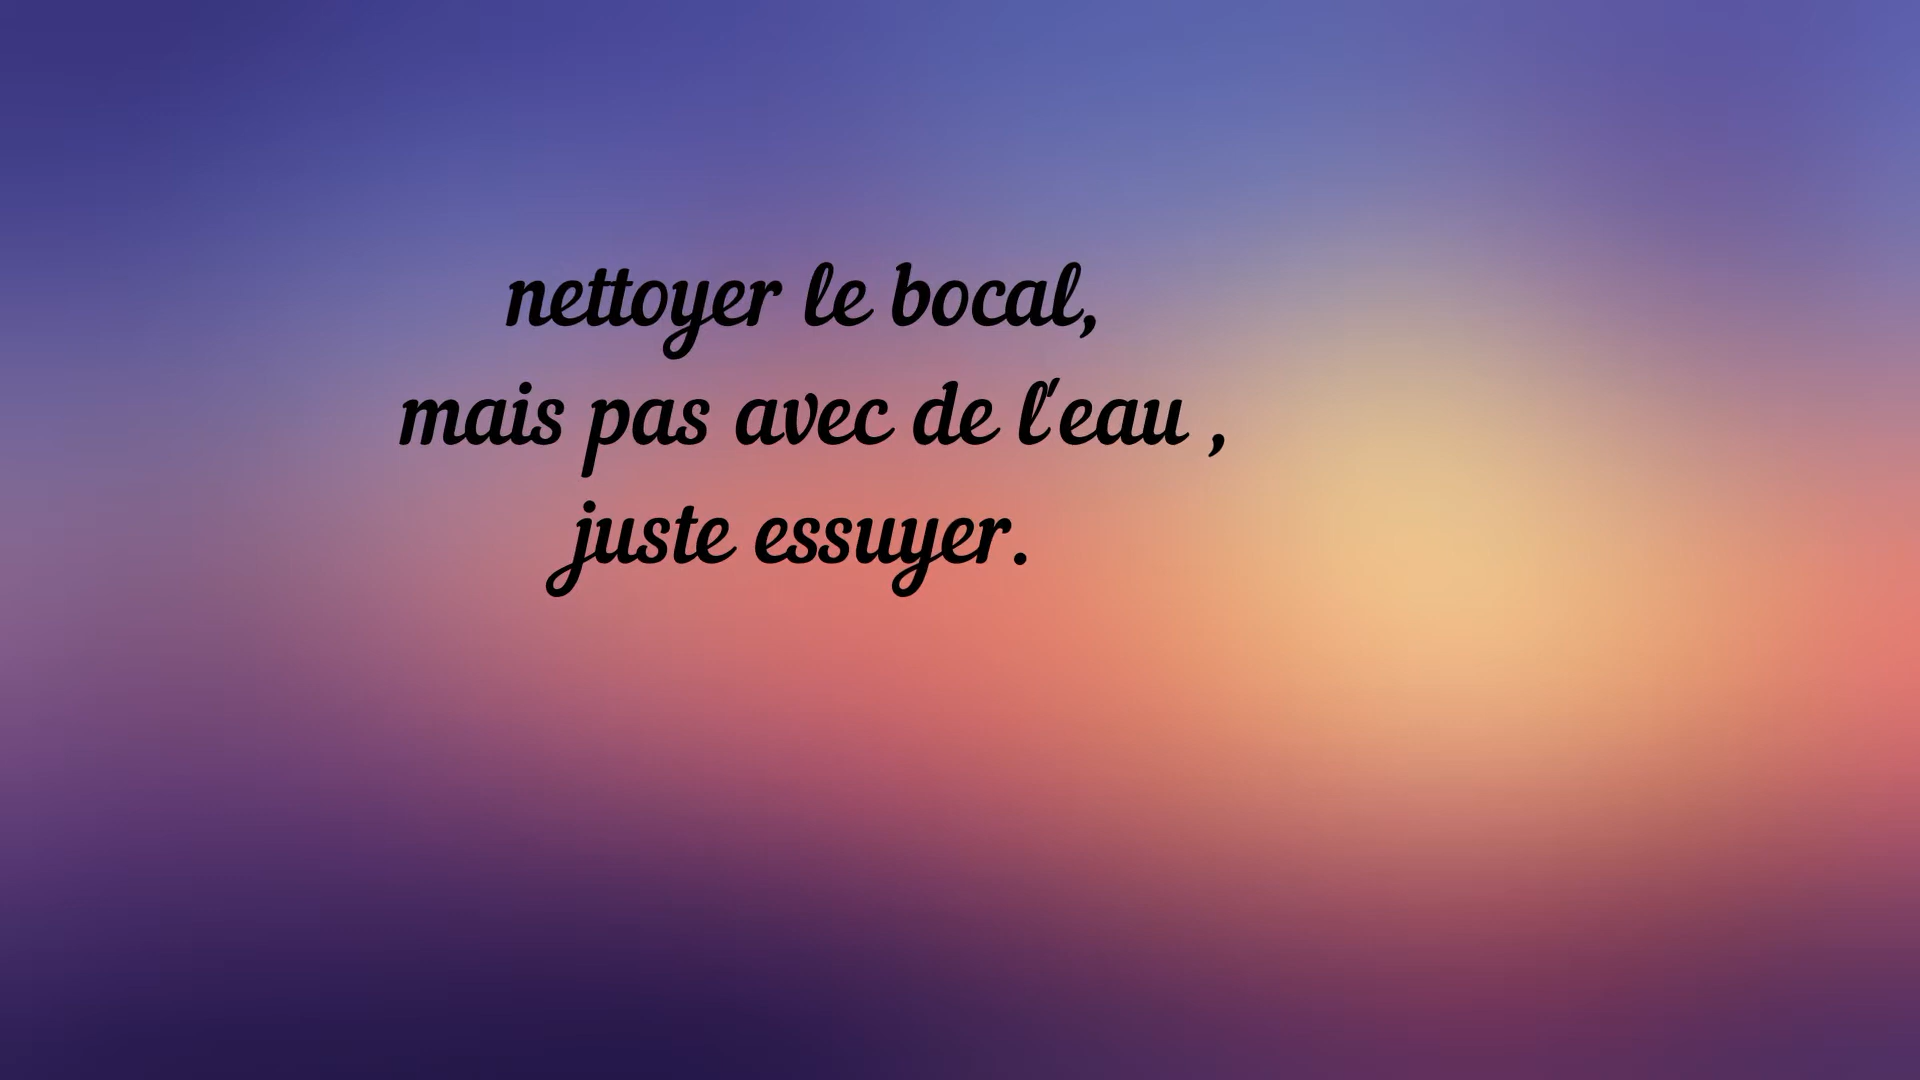 nettoyer le bocal,
mais pas avec de l'eau ,
juste essuyer.